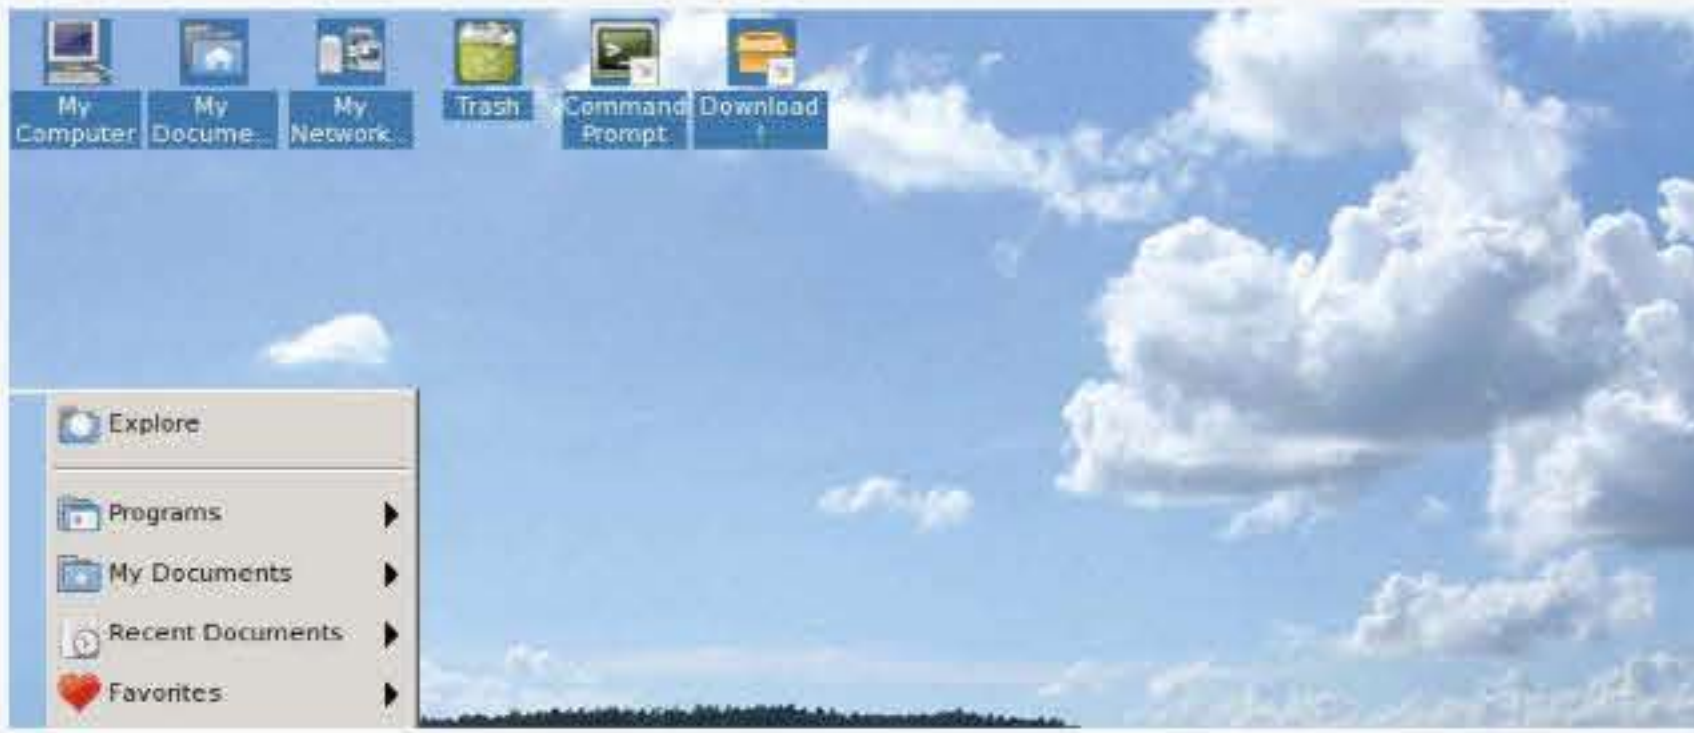 My Computer
My Docume...
My Network...
Trash
Command Prompt
Download!
Explore
Programs
My Documents
Recent Documents
Favorites